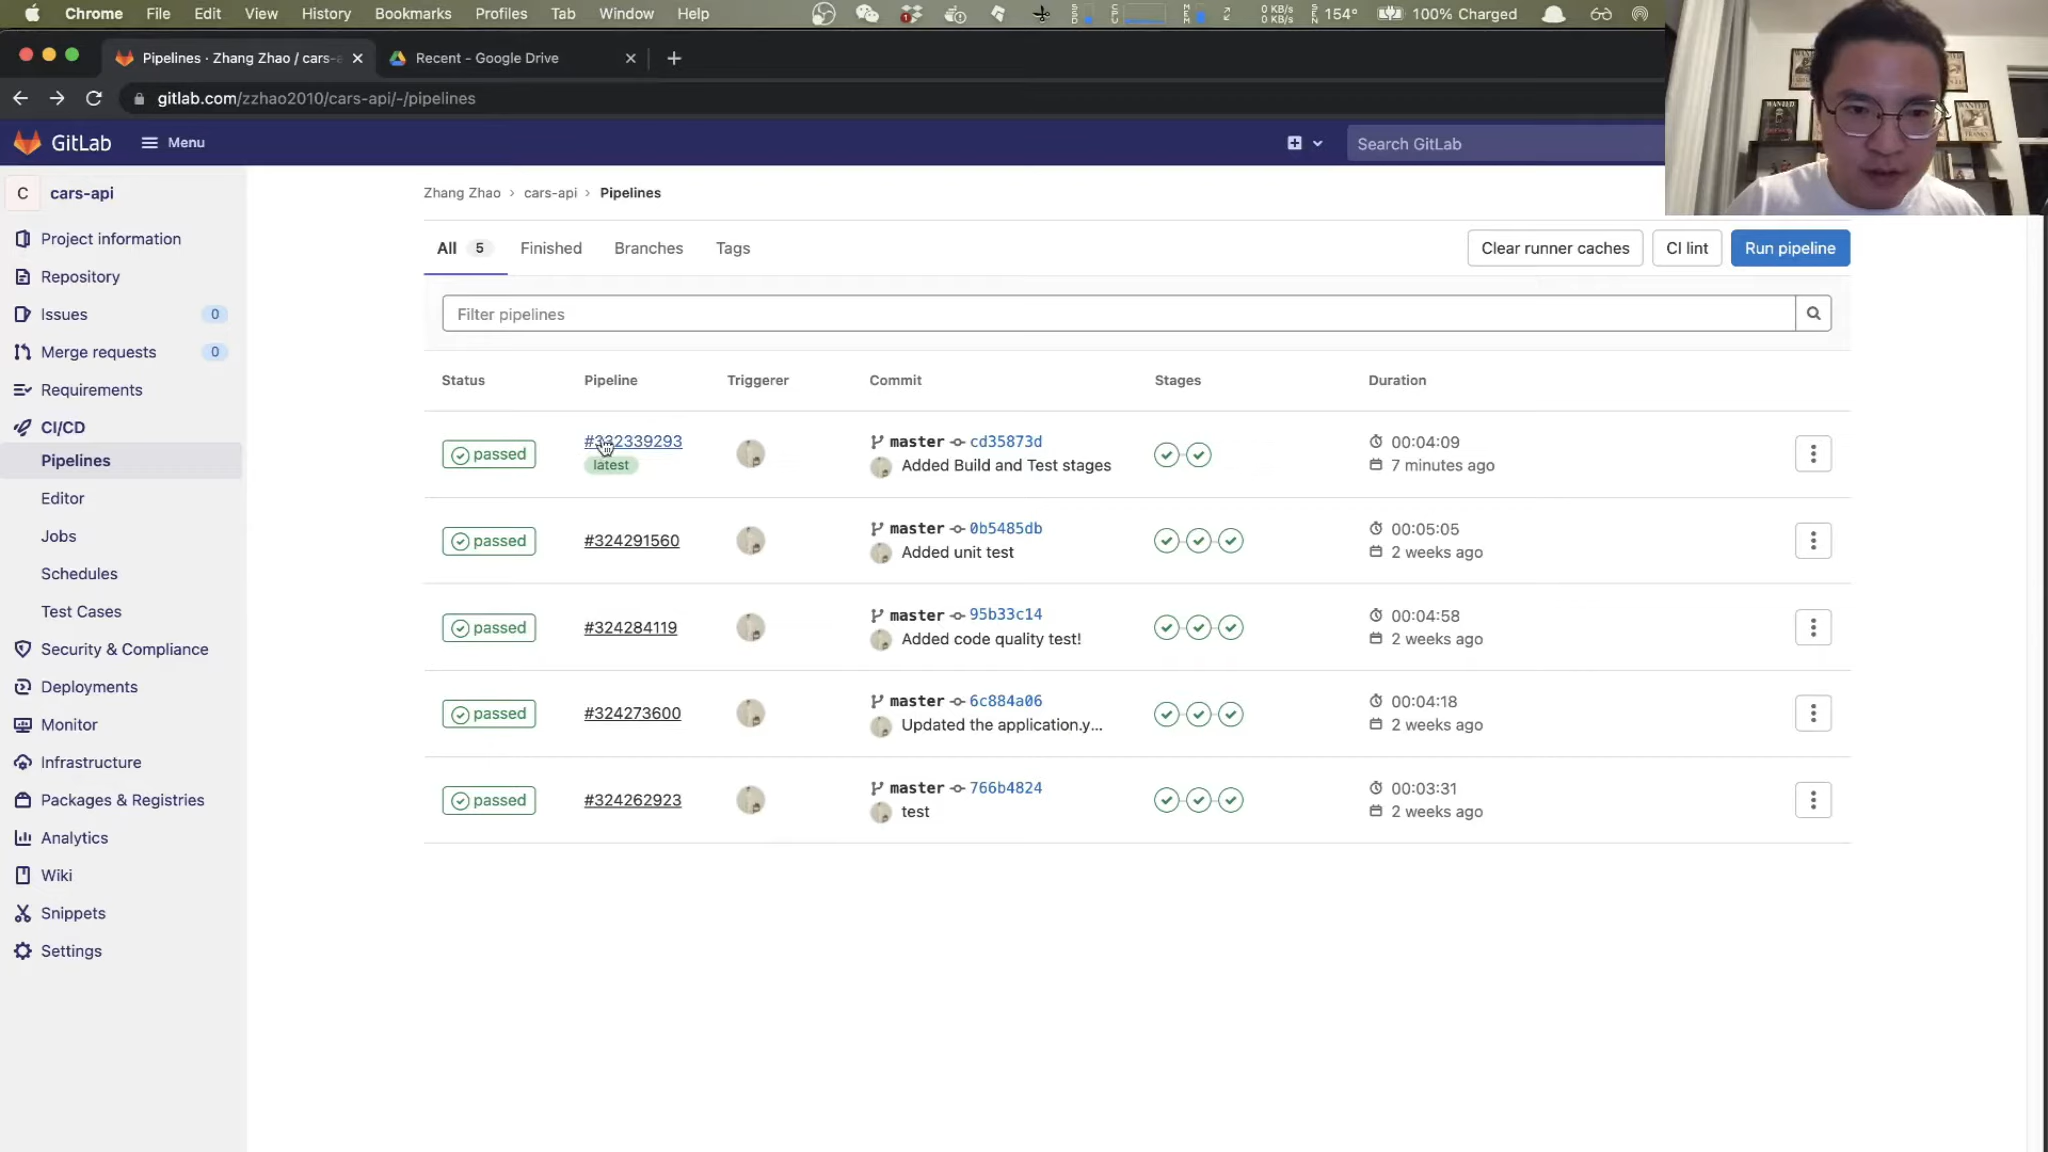 Chrome File Edit View History Bookmarks Profiles Tab Window Help
0 KB/s
0 KB/s
154°
100% Charged
Pipelines · Zhang Zhao / cars-a
Recent - Google Drive
gitlab.com/zzhao2010/cars-api/-/pipelines
GitLab
Menu
Search GitLab
C cars-api
Project information
Repository
Issues 0
Merge requests 0
Requirements
CI/CD
Pipelines
Editor
Jobs
Schedules
Test Cases
Security & Compliance
Deployments
Monitor
Infrastructure
Packages & Registries
Analytics
Wiki
Snippets
Settings
Zhang Zhao › cars-api › Pipelines
All 5 Finished Branches Tags
Clear runner caches CI lint Run pipeline
Filter pipelines
Status Pipeline Triggerer Commit Stages Duration
passed #332339293 master cd35873d 00:04:09
latest Added Build and Test stages 7 minutes ago
passed #324291560 master 0b5485db 00:05:05
Added unit test 2 weeks ago
passed #324284119 master 95b33c14 00:04:58
Added code quality test! 2 weeks ago
passed #324273600 master 6c884a06 00:04:18
Updated the application.y... 2 weeks ago
passed #324262923 master 766b4824 00:03:31
test 2 weeks ago
WANTED
WANTED